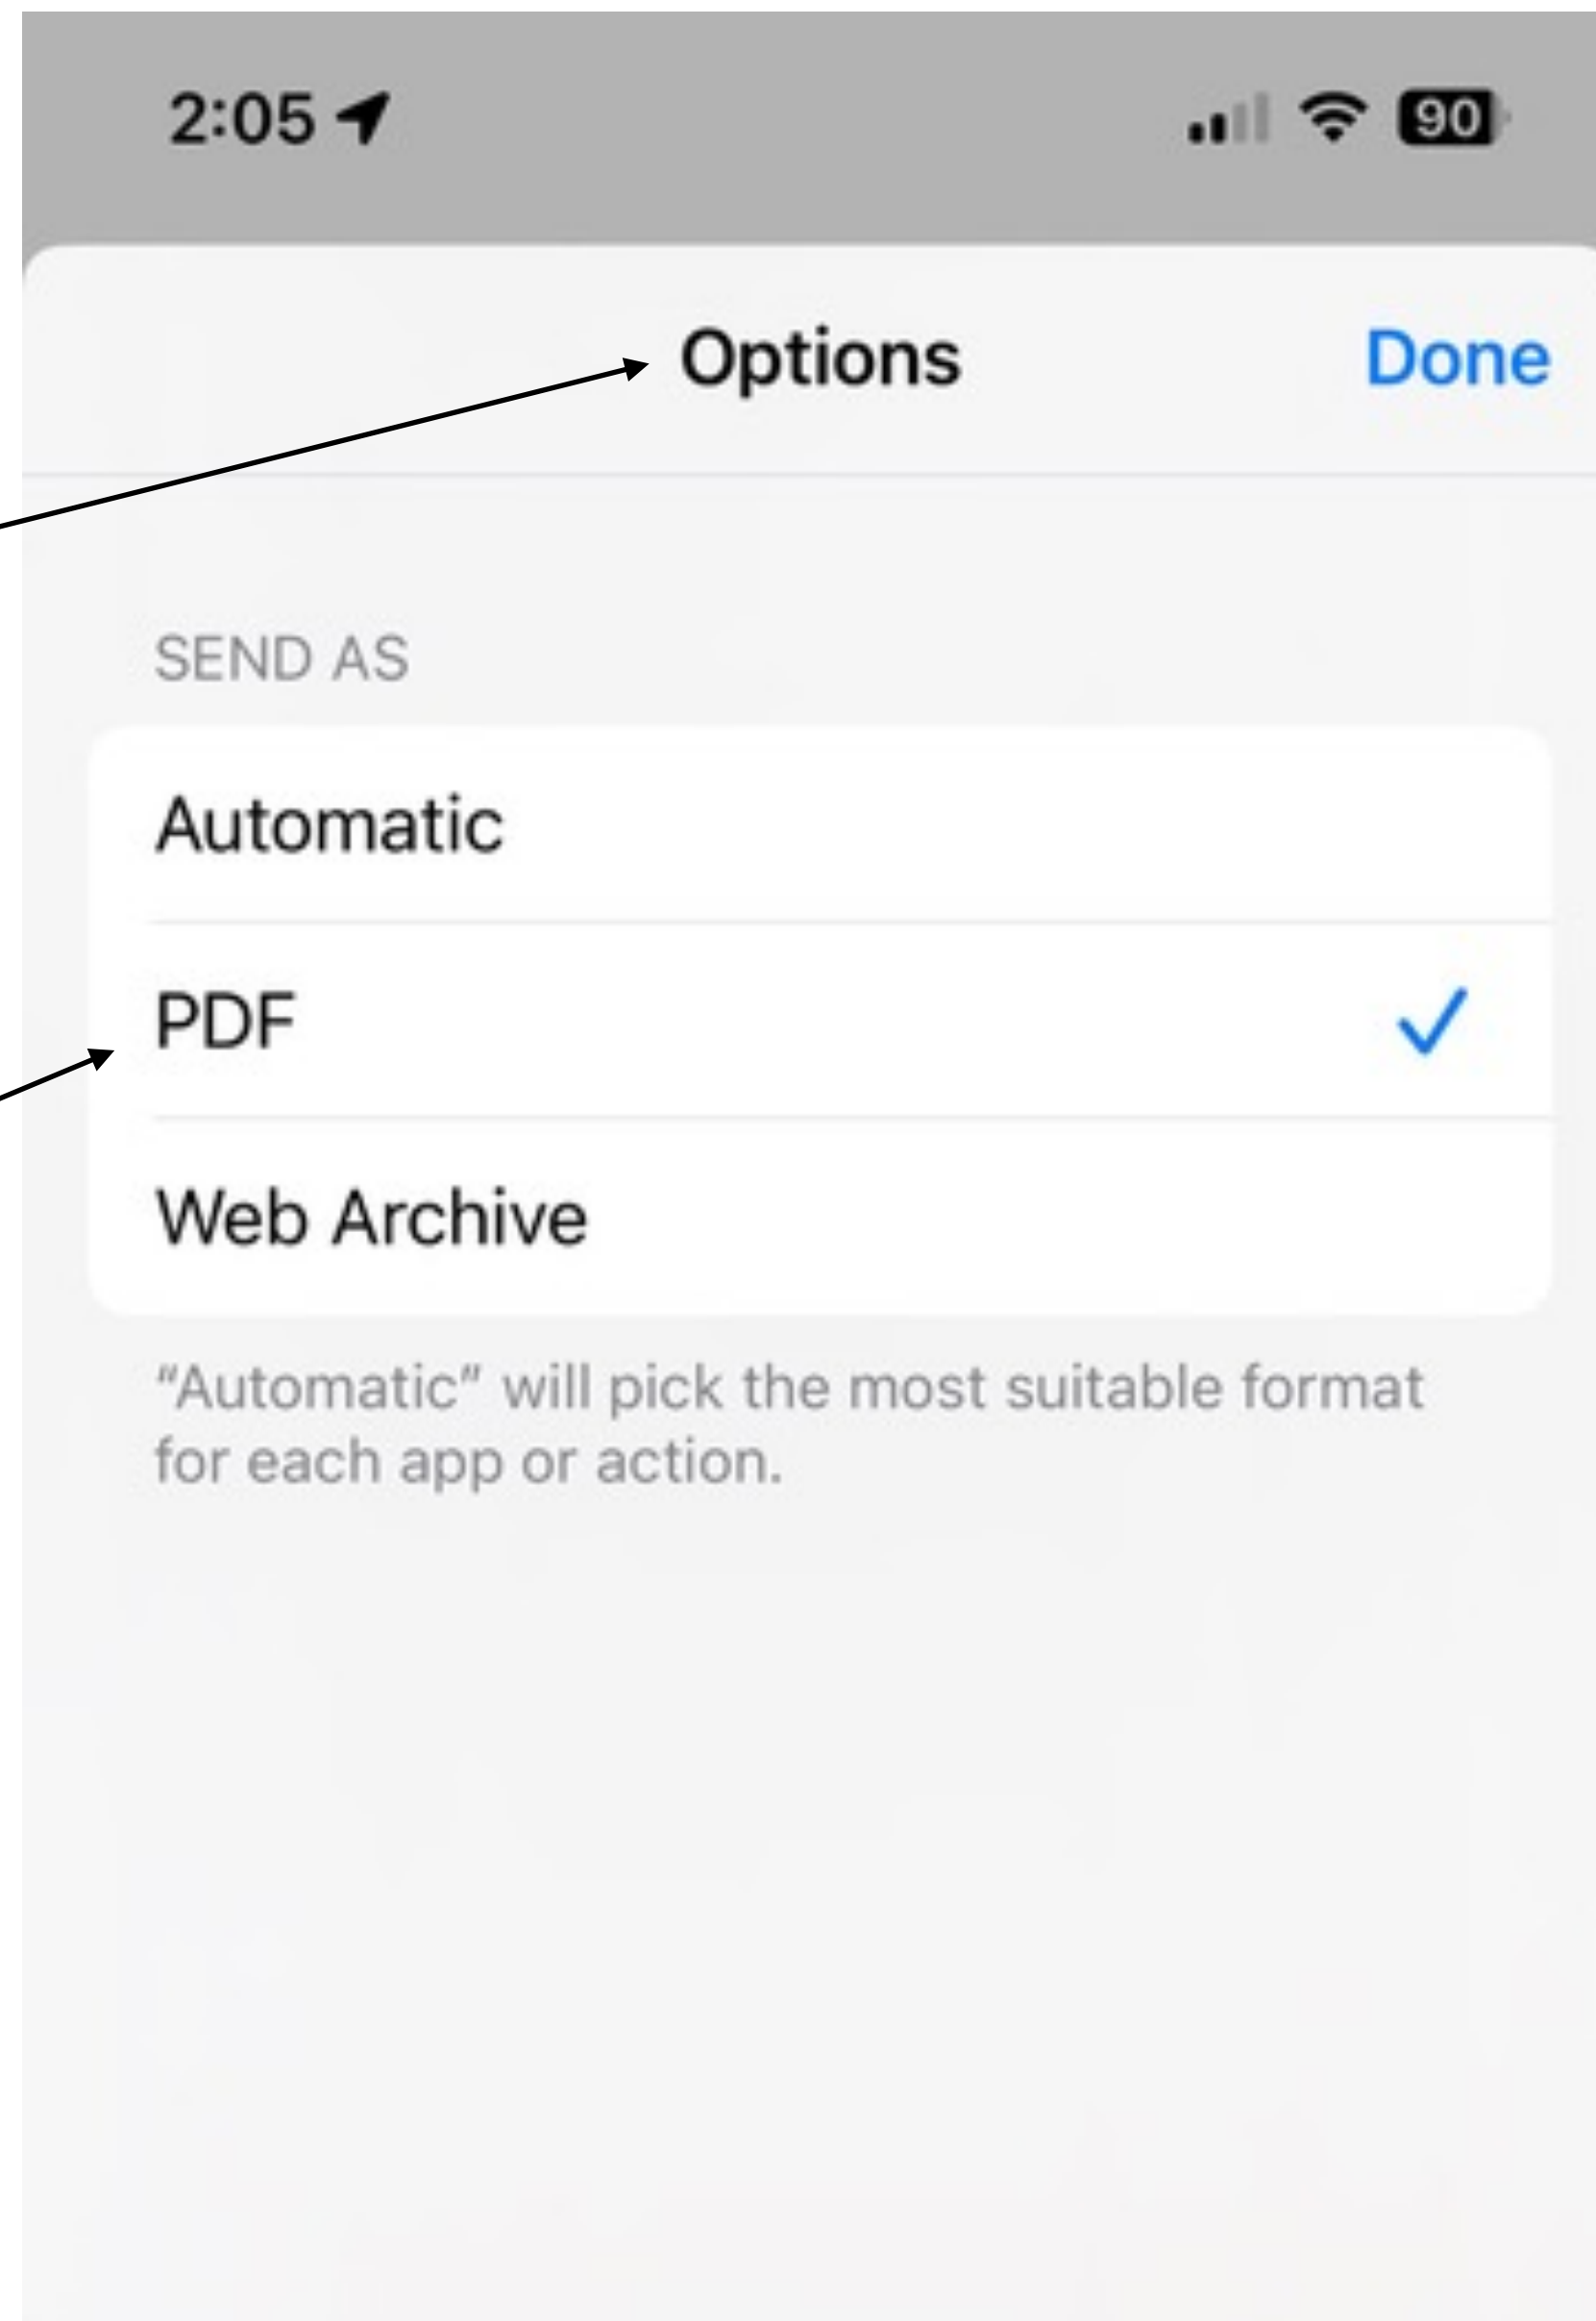 2:05
90
Options
Done
SEND AS
Automatic
PDF
Web Archive
“Automatic” will pick the most suitable format
for each app or action.